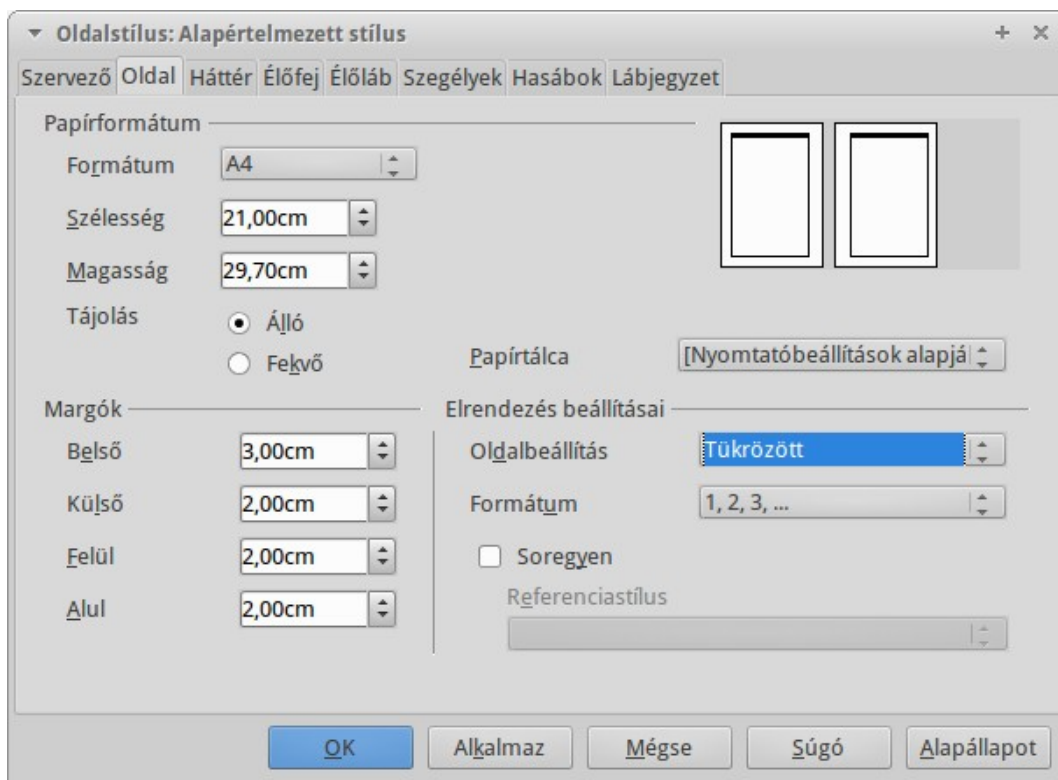 Oldalstílus: Alapértelmezett stílus
Szervező Oldal Háttér Élőfej Élőláb Szegélyek Hasábok Lábjegyzet
Papírformátum
Formátum A4
Szélesség 21,00cm
Magasság 29,70cm
Tájolás Álló
Fekvő
Papírtálca [Nyomtatóbeállítások alapjá
Margók
Belső 3,00cm
Külső 2,00cm
Felül 2,00cm
Alul 2,00cm
Elrendezés beállításai
Oldalbeállítás Tükrözött
Formátum 1, 2, 3, ...
Soregyen
Referenciastílus
OK Alkalmaz Mégse Súgó Alapállapot